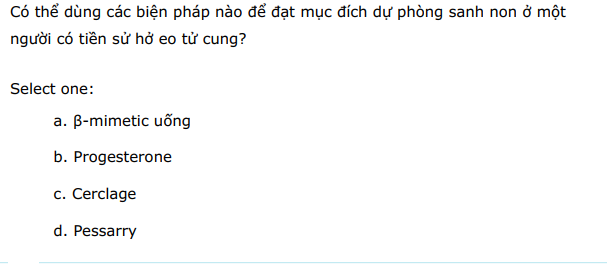 Có thể dùng các biện pháp nào để đạt mục đích dự phòng sanh non ở một
người có tiền sử hở eo tử cung?
Select one:
a. β-mimetic uống
b. Progesterone
c. Cerclage
d. Pessarry